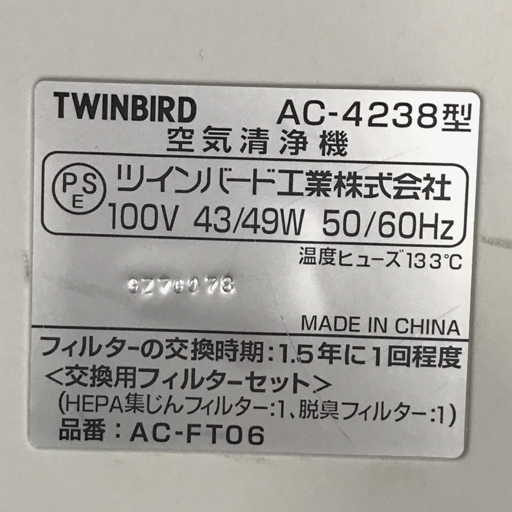 TWINBIRD AC-4238型
空気清浄機
PSE ツインバード工業株式会社
100V 43/49W 50/60Hz
温度ヒューズ133℃
MADE IN CHINA
フィルターの交換時期:1.5年に1回程度
<交換用フィルターセット>
(HEPA集じんフィルター:1、脱臭フィルター:1)
品番:AC-FT06